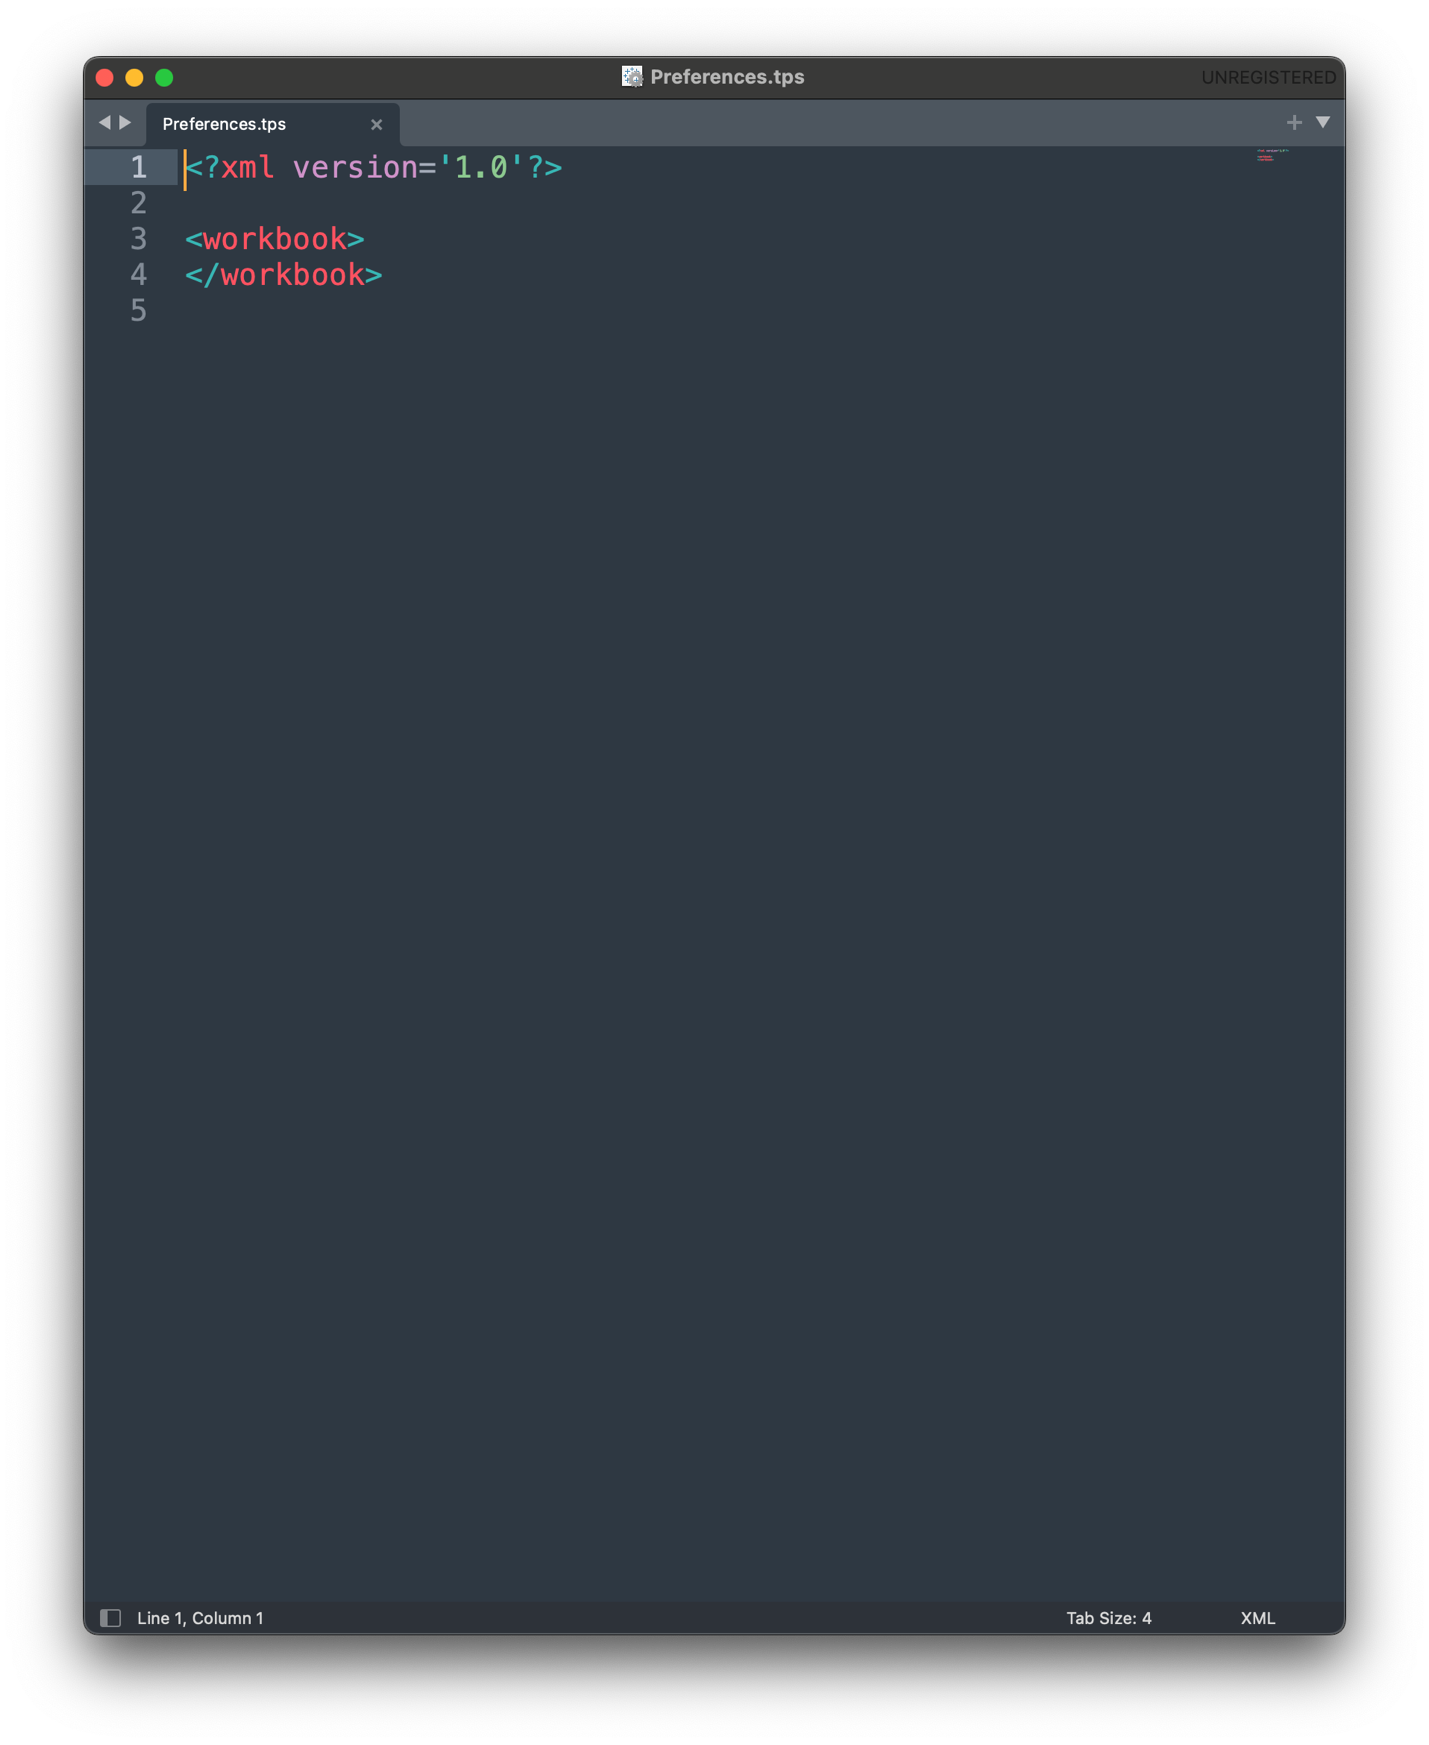 Preferences.tps
UNREGISTERED
Preferences.tps
1 <?xml version='1.0'?>
2
3 <workbook>
4 </workbook>
5
Line 1, Column 1
Tab Size: 4
XML